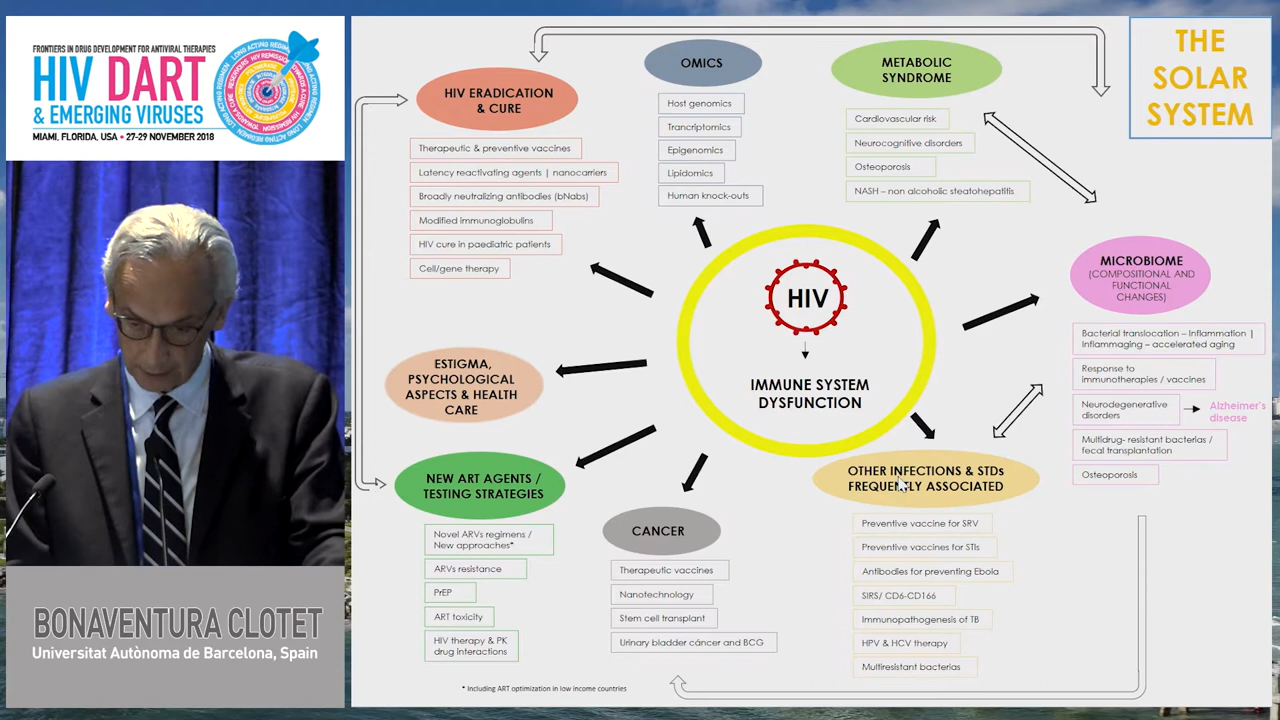 FRONTIERS IN DRUG DEVELOPMENT FOR ANTIVIRAL THERAPIES
HIV DART
& EMERGING VIRUSES
MIAMI, FLORIDA, USA • 27-29 NOVEMBER 2018
BONAVENTURA CLOTET
Universitat Autònoma de Barcelona, Spain
THE
SOLAR
SYSTEM
HIV ERADICATION
& CURE
Therapeutic & preventive vaccines
Latency reactivating agents | nanocarriers
Broadly neutralizing antibodies (bNabs)
Modified immunoglobulins
HIV cure in paediatric patients
Cell/gene therapy
OMICS
Host genomics
Trancriptomics
Epigenomics
Lipidomics
Human knock-outs
METABOLIC
SYNDROME
Cardiovascular risk
Neurocognitive disorders
Osteoporosis
NASH – non alcoholic steatohepatitis
HIV
IMMUNE SYSTEM
DYSFUNCTION
MICROBIOME
(COMPOSITIONAL AND
FUNCTIONAL
CHANGES)
Bacterial translocation – Inflammation |
Inflammaging – accelerated aging
Response to
immunotherapies / vaccines
Neurodegenerative
disorders
Alzheimer's
disease
Multidrug- resistant bacterias /
fecal transplantation
Osteoporosis
ESTIGMA,
PSYCHOLOGICAL
ASPECTS & HEALTH
CARE
NEW ART AGENTS /
TESTING STRATEGIES
Novel ARVs regimens /
New approaches*
ARVs resistance
PrEP
ART toxicity
HIV therapy & PK
drug interactions
CANCER
Therapeutic vaccines
Nanotechnology
Stem cell transplant
Urinary bladder cáncer and BCG
OTHER INFECTIONS & STDs
FREQUENTLY ASSOCIATED
Preventive vaccine for SRV
Preventive vaccines for STIs
Antibodies for preventing Ebola
SIRS/ CD6-CD166
Immunopathogenesis of TB
HPV & HCV therapy
Multiresistant bacterias
* Including ART optimization in low income countries